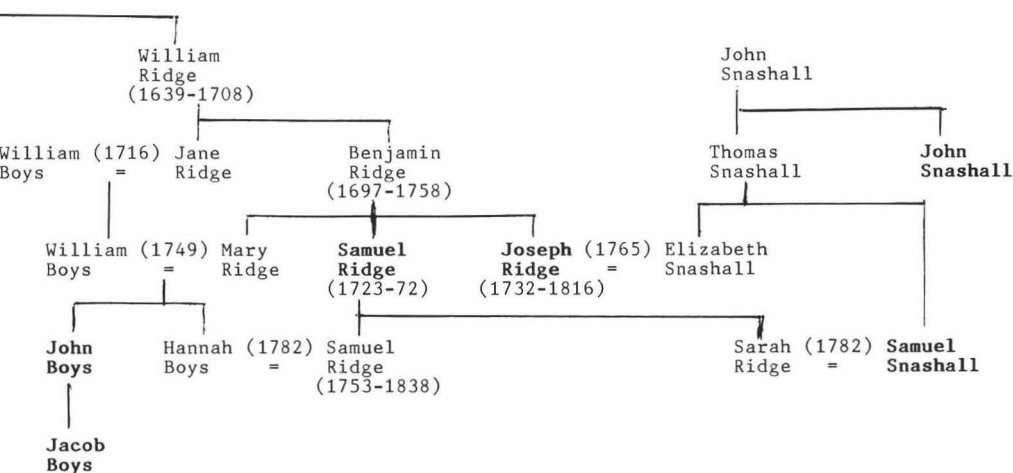 William
Ridge
(1639-1708)
John
Snashall
William (1716) Jane
Boys = Ridge
Benjamin
Ridge
(1697-1758)
Thomas
Snashall
John
Snashall
William (1749) Mary
Boys = Ridge
Samuel
Ridge
(1723-72)
Joseph (1765) Elizabeth
Ridge = Snashall
(1732-1816)
John
Boys
Hannah (1782) Samuel
Boys = Ridge
(1753-1838)
Sarah (1782) Samuel
Ridge = Snashall
Jacob
Boys